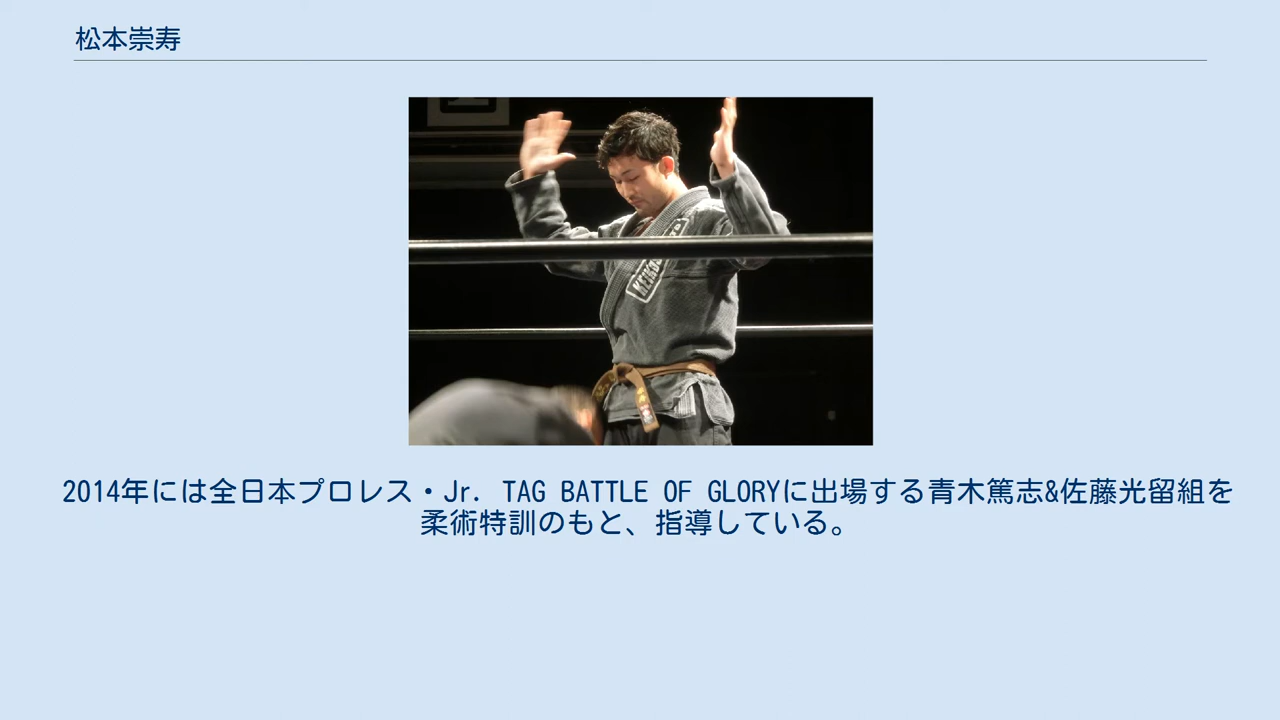 松本崇寿
KEIKO
2014年には全日本プロレス・Jr. TAG BATTLE OF GLORYに出場する青木篤志&佐藤光留組を
柔術特訓のもと、指導している。